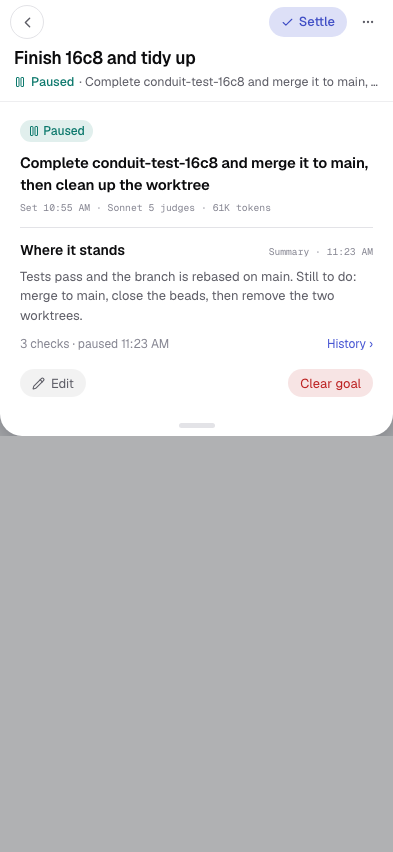 Settle
Finish 16c8 and tidy up
Paused · Complete conduit-test-16c8 and merge it to main, …
Paused
Complete conduit-test-16c8 and merge it to main,
then clean up the worktree
Set 10:55 AM · Sonnet 5 judges · 61K tokens
Where it stands
Summary · 11:23 AM
Tests pass and the branch is rebased on main. Still to do:
merge to main, close the beads, then remove the two
worktrees.
3 checks · paused 11:23 AM
History ›
Edit
Clear goal